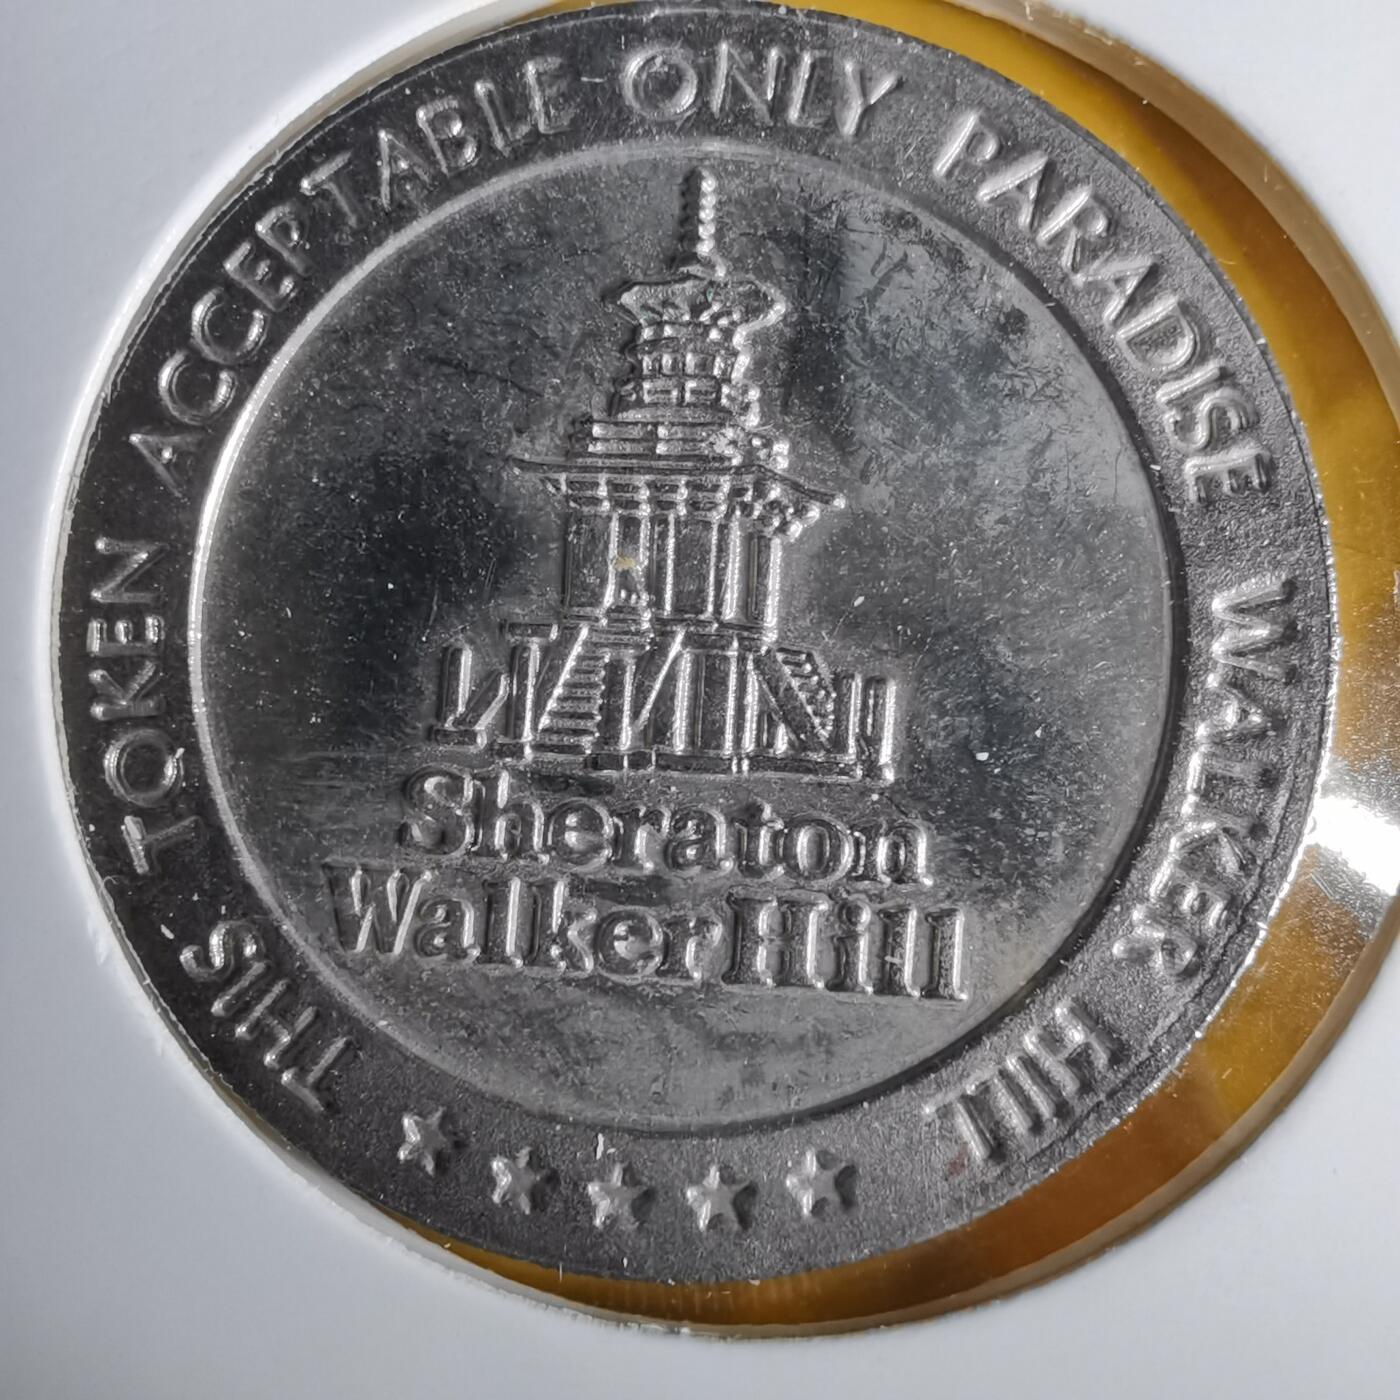 THIS TOKEN ACCEPTABLE ONLY PARADISE WALKER HILL
Sheraton
Walker Hill